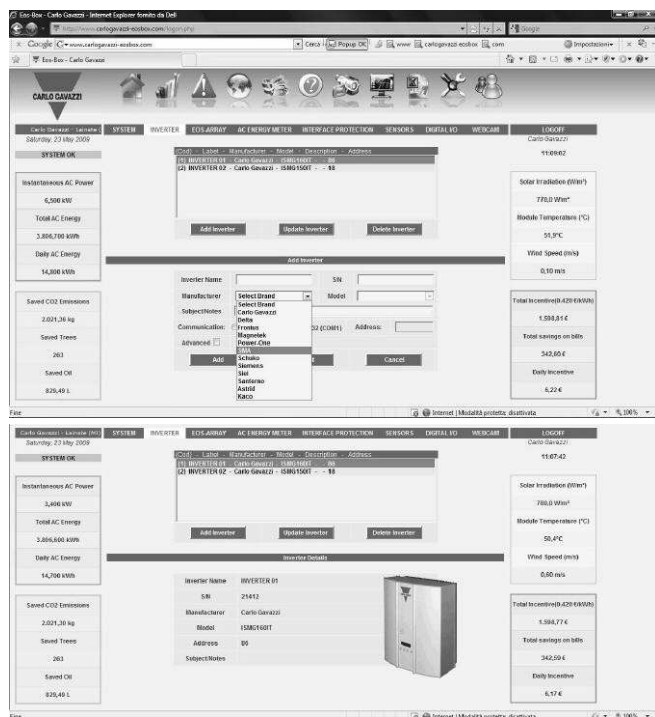 Eos-Box - Carlo Gavazzi - Internet Explorer fornito da Dell
http://www.carlogavazzi-eosbox.com/logon.php
Google
Google www.carlogavazzi-eosbox.com
Cerca
Popup OK
www
carlogavazzi eosbox
com
Impostazioni
Eos-Box - Carlo Gavazzi
CARLO GAVAZZI
Carlo Gavazzi - Lainate
SYSTEM INVERTER EOS-ARRAY AC ENERGY METER INTERFACE PROTECTION SENSORS DIGITAL I/O WEBCAM LOGOFF
Saturday, 23 May 2009
Carlo Gavazzi
SYSTEM OK
11:09:02
(Cod) - Label - Manufacturer - Model - Description - Address
(1) INVERTER 01 - Carlo Gavazzi - ISMG160IT - - 06
(2) INVERTER 02 - Carlo Gavazzi - ISMG160IT - - 10
Add Inverter
Update Inverter
Delete Inverter
Instantaneous AC Power
6,500 kW
Total AC Energy
3.806,700 kWh
Daily AC Energy
14,800 kWh
Solar Irradiation (W/m²)
770,0 W/m²
Module Temperature (°C)
51,9°C
Wind Speed (m/s)
0,10 m/s
Add Inverter
Inverter Name
S/N
Manufacturer
Select Brand
Model
Subject/Notes
Communication:
(COM1)
Address:
Advanced
Add
Cancel
Select Brand
Carlo Gavazzi
Delta
Fronius
Magnetek
Power-One
SMA
Schuko
Siemens
Siel
Santerno
Astrid
Kaco
Saved CO2 Emissions
2.021,36 kg
Saved Trees
263
Saved Oil
829,49 L
Total Incentive(0.420 €/kWh)
1.598,81 €
Total savings on bills
342,60 €
Daily Incentive
6,22 €
Fine
Internet | Modalità protetta: disattivata
100%
Carlo Gavazzi - Lainate (MI)
SYSTEM INVERTER EOS-ARRAY AC ENERGY METER INTERFACE PROTECTION SENSORS DIGITAL I/O WEBCAM LOGOFF
Saturday, 23 May 2009
Carlo Gavazzi
SYSTEM OK
11:07:42
(Cod) - Label - Manufacturer - Model - Description - Address
(1) INVERTER 01 - Carlo Gavazzi - ISMG160IT - - 06
(2) INVERTER 02 - Carlo Gavazzi - ISMG160IT - - 10
Add Inverter
Update Inverter
Delete Inverter
Instantaneous AC Power
3,400 kW
Total AC Energy
3.806,600 kWh
Daily AC Energy
14,700 kWh
Solar Irradiation (W/m²)
780,0 W/m²
Module Temperature (°C)
50,4°C
Wind Speed (m/s)
0,60 m/s
Inverter Details
Inverter Name INVERTER 01
S/N 21412
Manufacturer Carlo Gavazzi
Model ISMG160IT
Address 06
Subject/Notes
Saved CO2 Emissions
2.021,30 kg
Saved Trees
263
Saved Oil
829,49 L
Total Incentive(0.420 €/kWh)
1.598,77 €
Total savings on bills
342,59 €
Daily Incentive
6,17 €
Fine
Internet | Modalità protetta: disattivata
100%